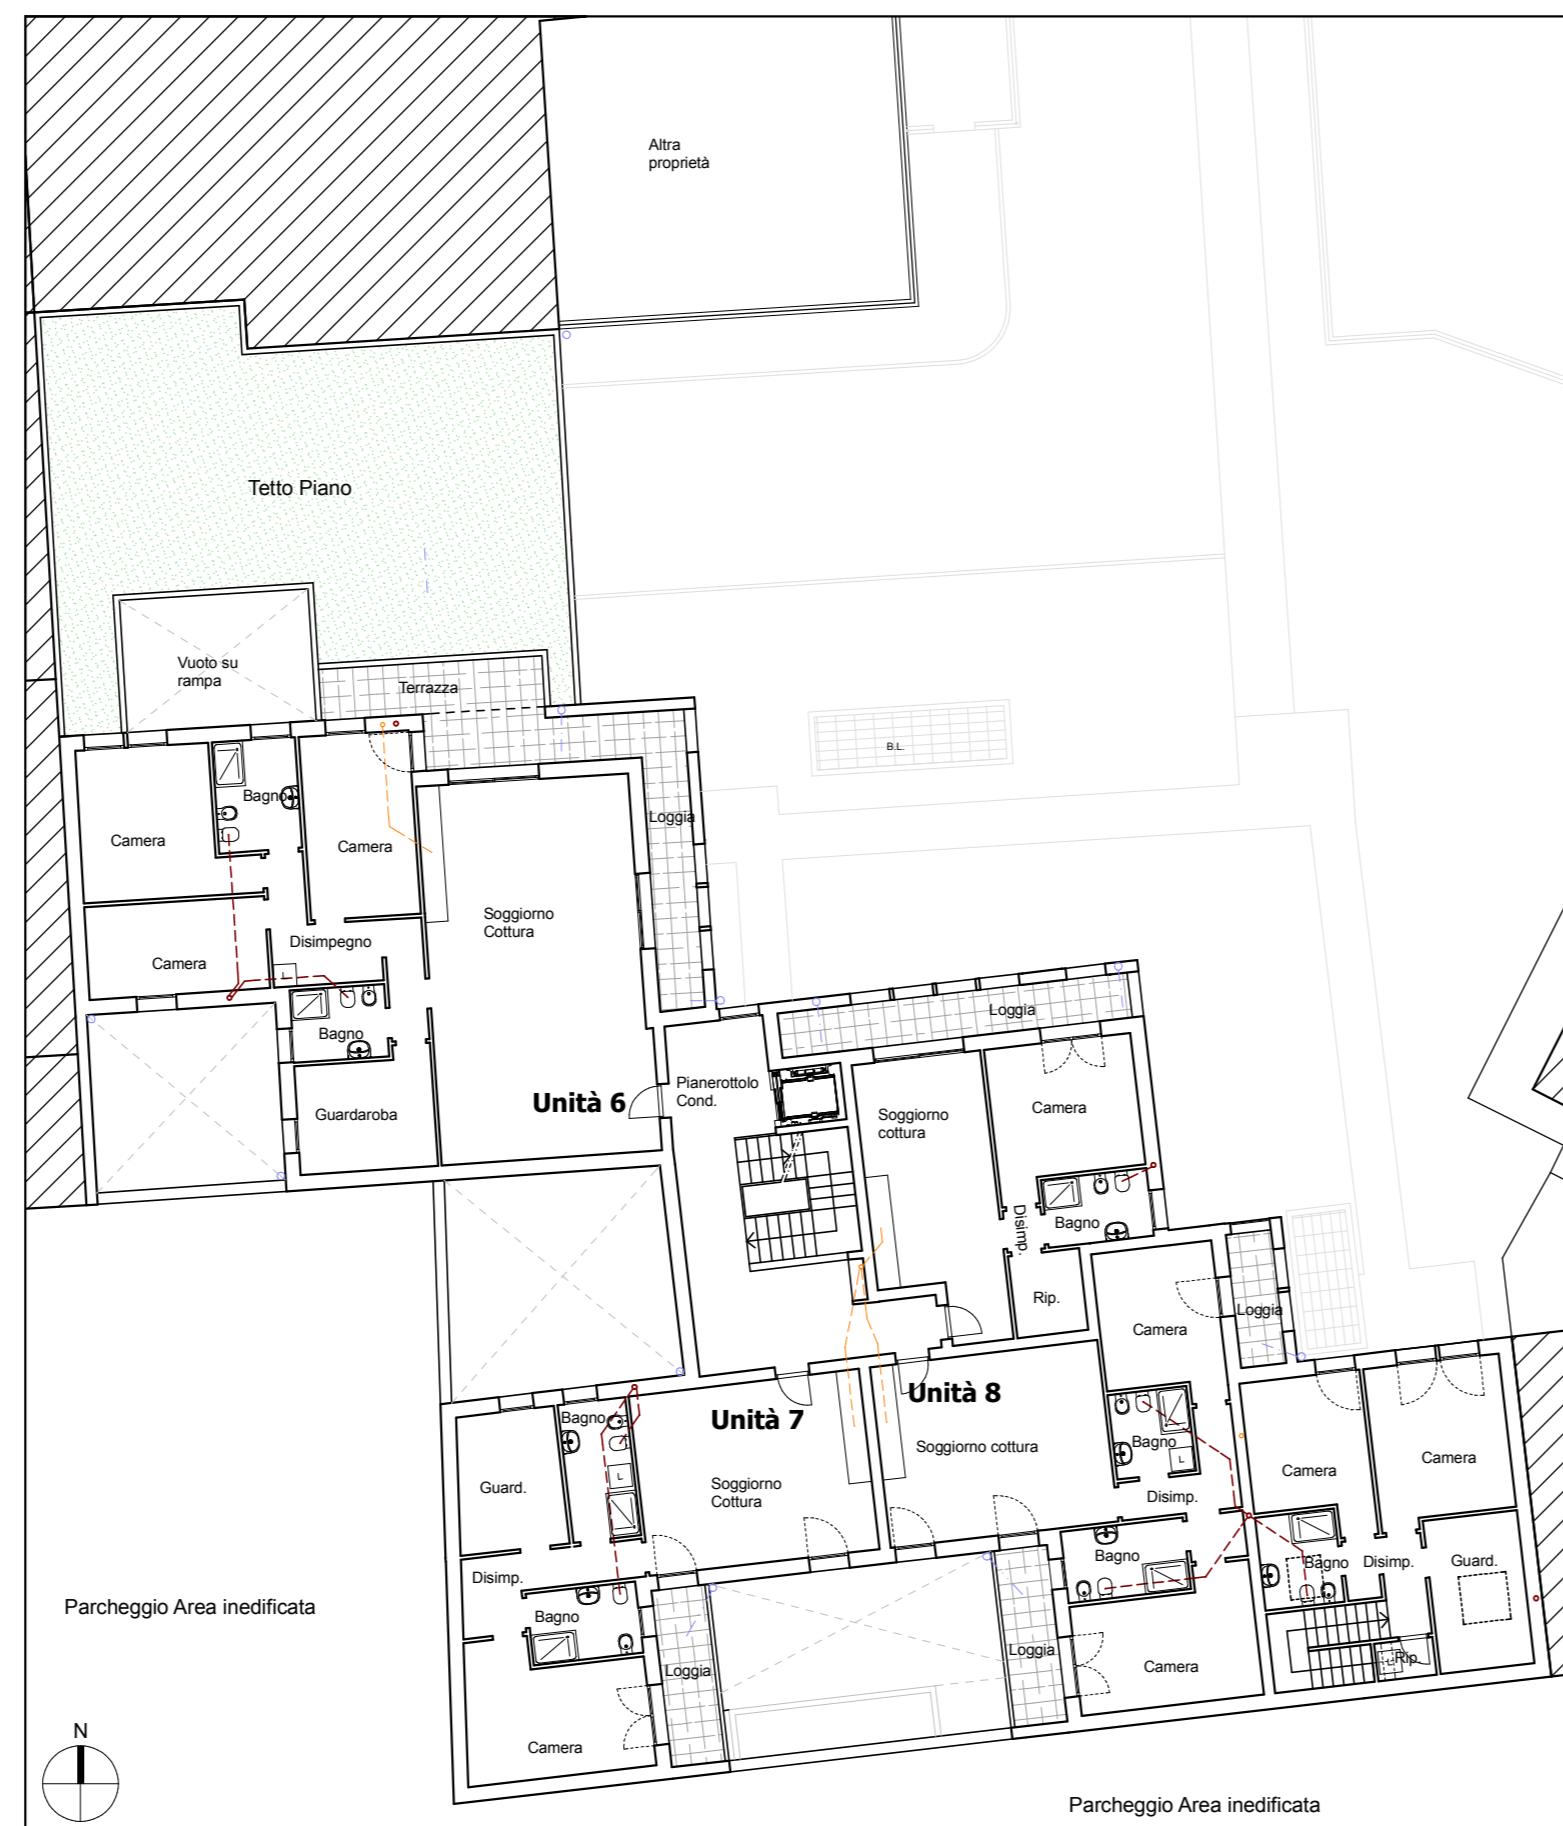 Altra
proprietà
Tetto Piano
Vuoto su
rampa
Terrazza
B.L.
Bagno
Loggia
Camera
Camera
Soggiorno
Cottura
Disimpegno
Camera
L
Bagno
Loggia
Guardaroba
Unità 6
Pianerottolo
Cond.
Soggiorno
cottura
Camera
Disimp.
Bagno
Rip.
Loggia
Camera
Unità 7
Unità 8
Bagno
Soggiorno cottura
Bagno
L
Camera
Camera
Guard.
L
Soggiorno
Cottura
Disimp.
Disimp.
Bagno
Bagno
Disimp.
Guard.
Parcheggio Area inedificata
Bagno
Loggia
Loggia
Camera
Rip.
N
Camera
Parcheggio Area inedificata